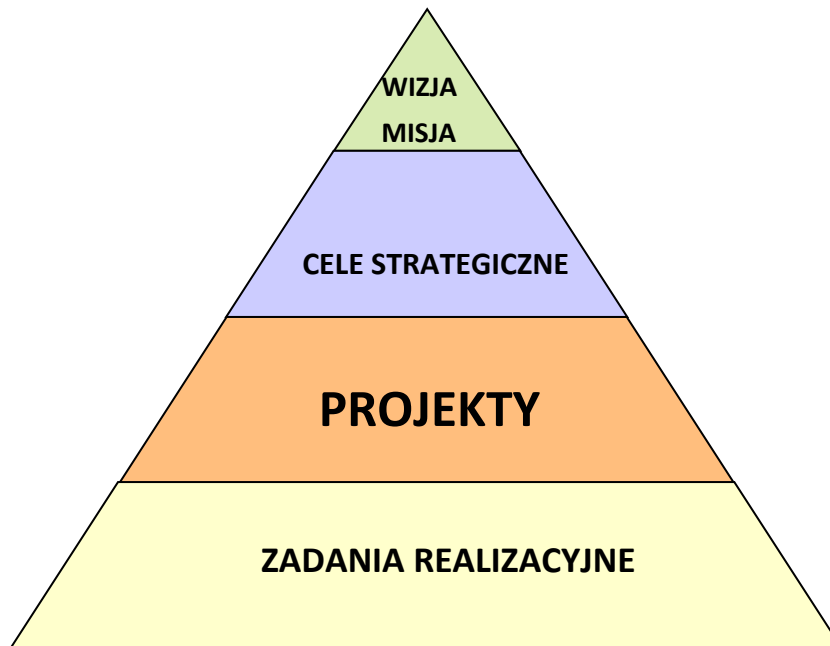 WIZJA
MISJA
CELE STRATEGICZNE
PROJEKTY
ZADANIA REALIZACYJNE